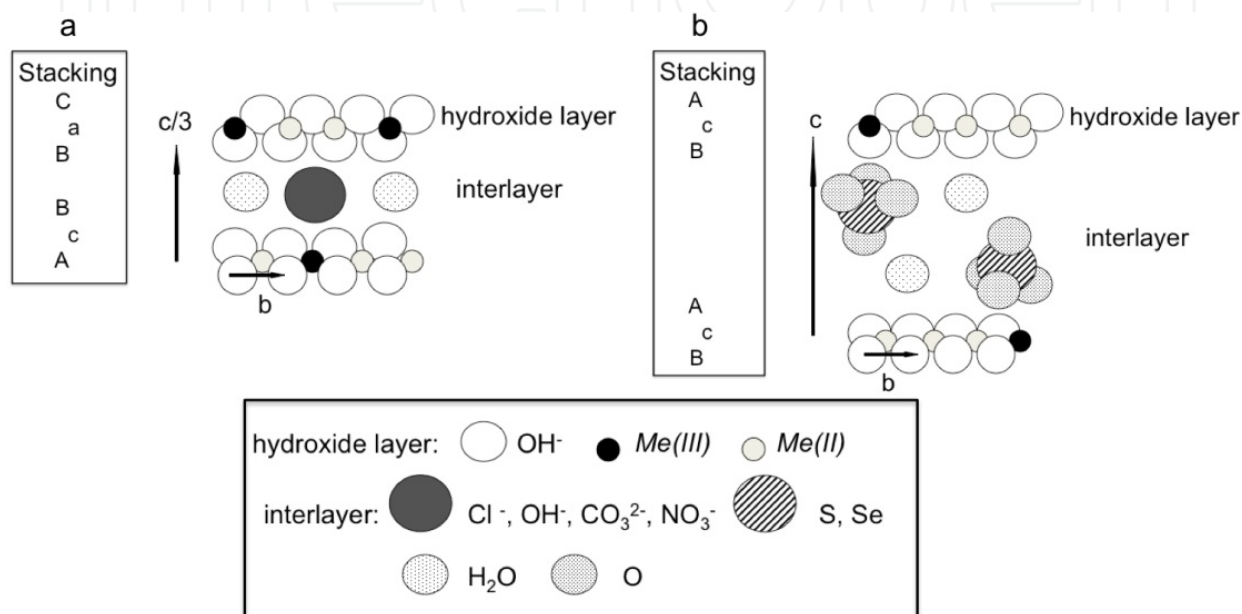 a
Stacking
C
a
B
B
c
A
c/3
hydroxide layer
interlayer
b
b
Stacking
A
c
B
A
c
B
c
hydroxide layer
interlayer
b
hydroxide layer: OH⁻ Me(III) Me(II)
interlayer: Cl ⁻, OH⁻, CO₃²⁻, NO₃⁻ S, Se
H₂O O